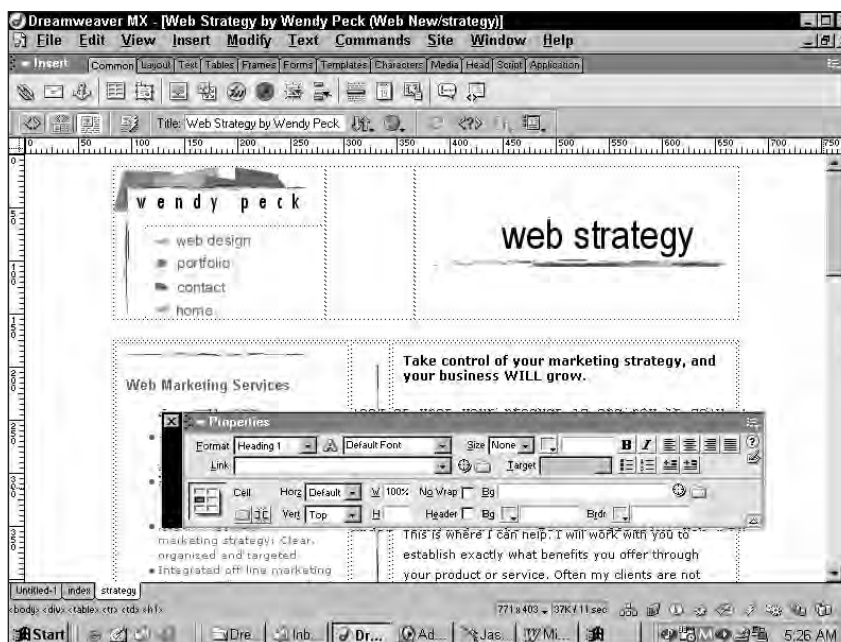 Dreamweaver MX - [Web Strategy by Wendy Peck (Web New/strategy)]
File Edit View Insert Modify Text Commands Site Window Help
Insert Common Layout Text Tables Frames Forms Templates Characters Media Head Script Application
Title: Web Strategy by Wendy Peck
0 50 100 150 200 250 300 350 400 450 500 550 600 650 700 750
wendy peck
web design
portfolio
contact
home
web strategy
Web Marketing Services
Take control of your marketing strategy, and
your business WILL grow.
Properties
Format Heading 1 Default Font Size None B I
Link Target
Cell Horz Default W 100% No Wrap Bg
Vert Top H Header Bg Brdr
marketing strategy: Clear,
organized and targeted
Integrated off line marketing
This is where I can help. I will work with you to
establish exactly what benefits you offer through
your product or service. Often my clients are not
Untitled-1 index strategy
<body> <div> <table> <tr> <td> <h1> 771 x 403 37K / 11 sec
Start Dre... Inb... Dr... Ad... Jas... Mi... 5:26 AM